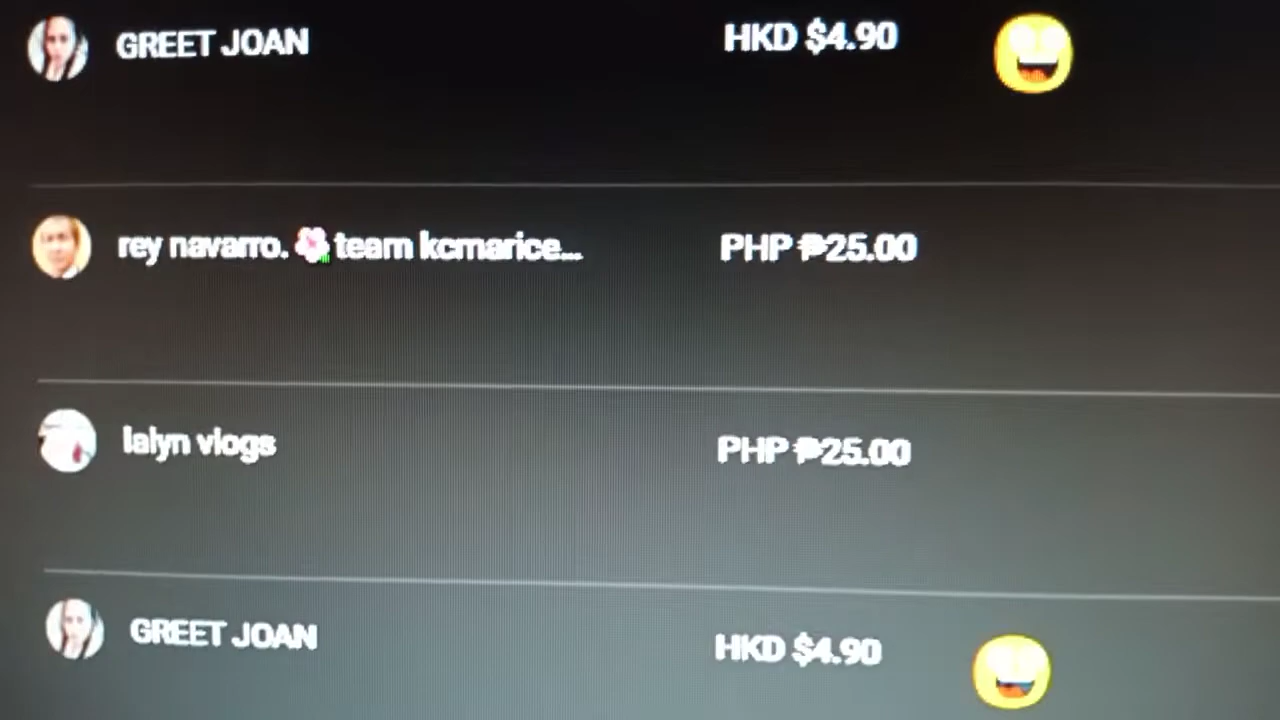 GREET JOAN HKD $4.90
rey navarro. 🌸 team kcmarice... PHP ₱25.00
lalyn vlogs PHP ₱25.00
GREET JOAN HKD $4.90